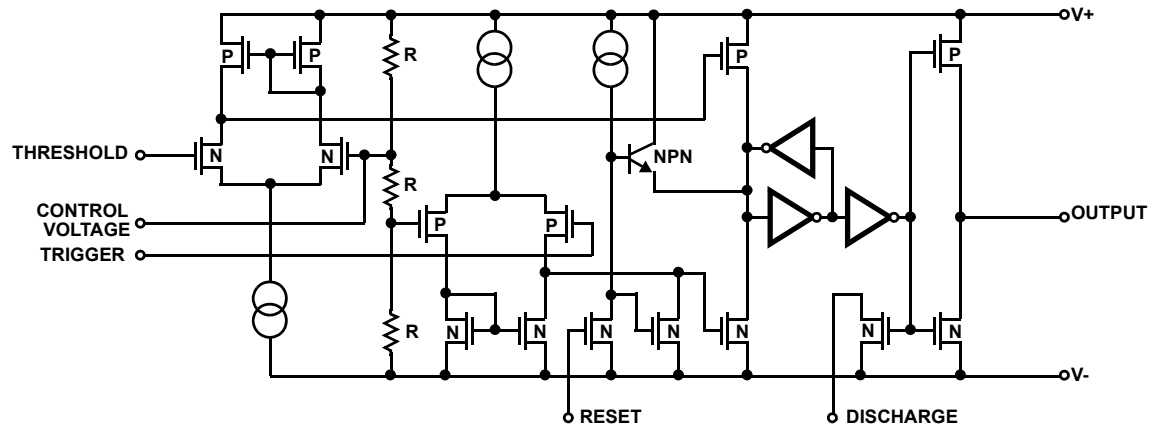 V+
P
P
R
P
P
THRESHOLD
N
N
NPN
R
CONTROL
VOLTAGE
P
P
OUTPUT
TRIGGER
R
N
N
N
N
N
N
N
V-
RESET
DISCHARGE